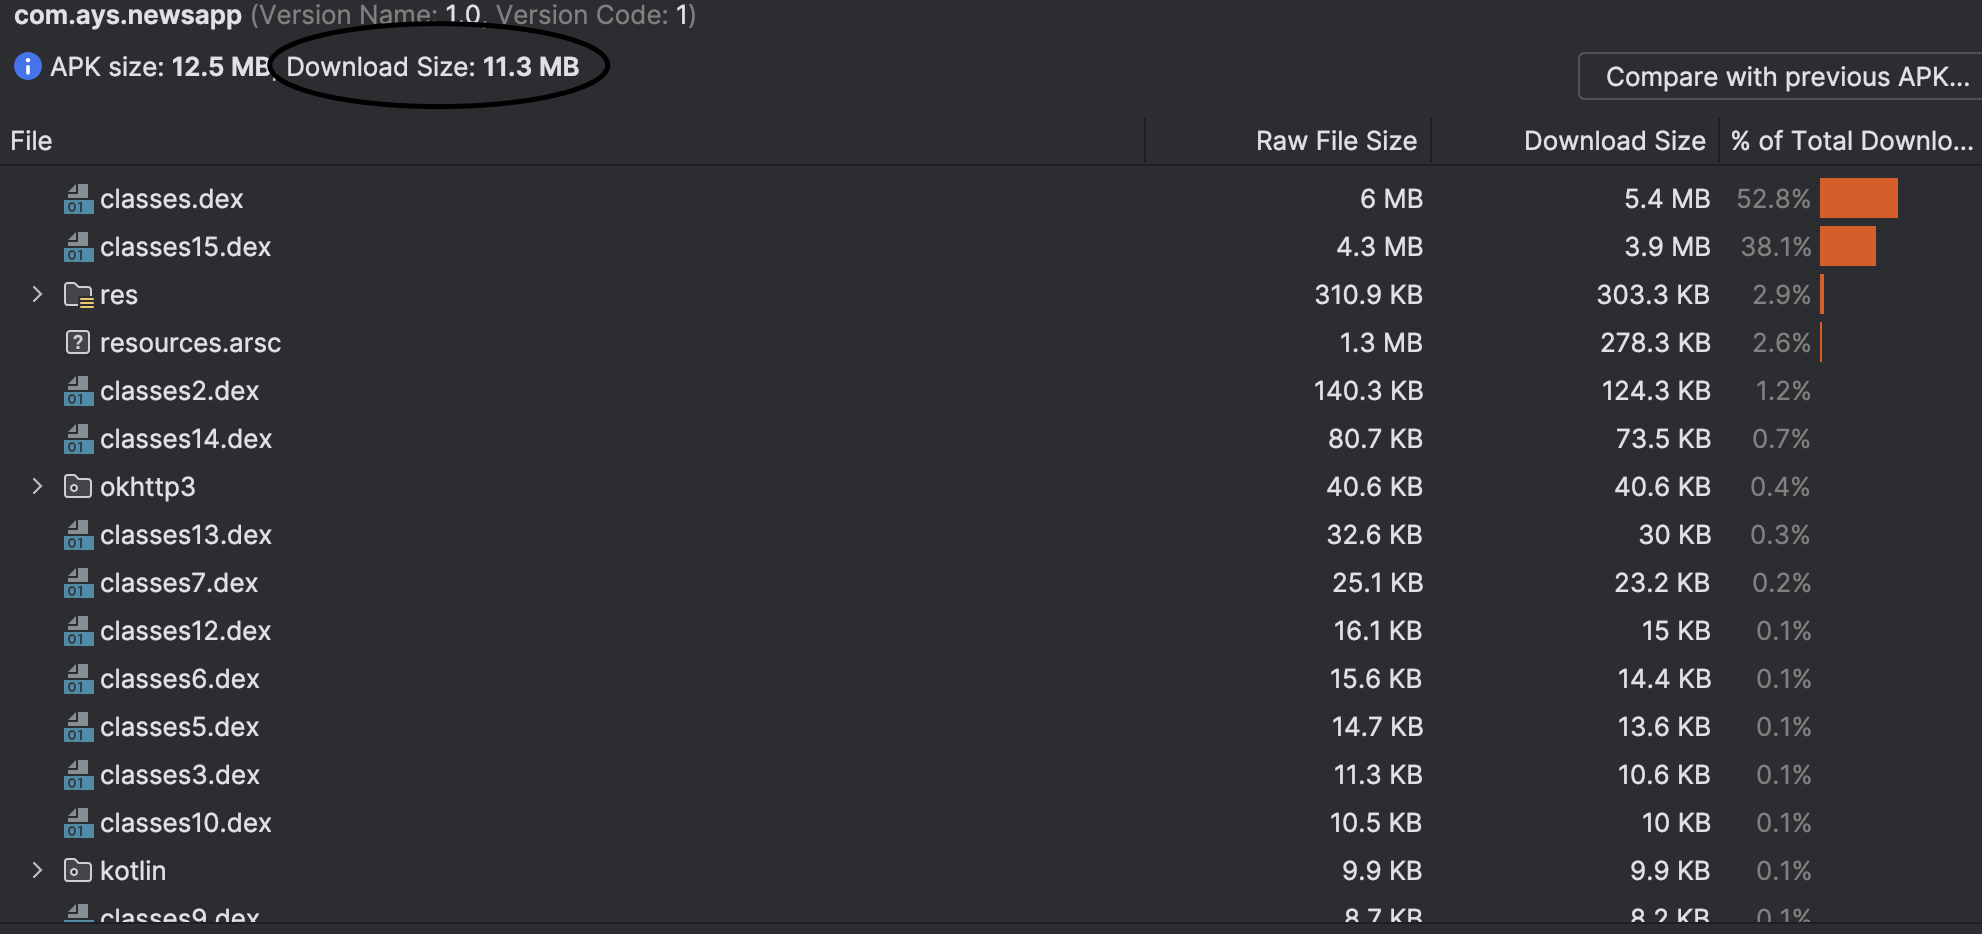 com.ays.newsapp (Version Name: 1.0, Version Code: 1)
APK size: 12.5 MB, Download Size: 11.3 MB
Compare with previous APK...
File Raw File Size Download Size % of Total Downlo...
classes.dex 6 MB 5.4 MB 52.8%
classes15.dex 4.3 MB 3.9 MB 38.1%
res 310.9 KB 303.3 KB 2.9%
resources.arsc 1.3 MB 278.3 KB 2.6%
classes2.dex 140.3 KB 124.3 KB 1.2%
classes14.dex 80.7 KB 73.5 KB 0.7%
okhttp3 40.6 KB 40.6 KB 0.4%
classes13.dex 32.6 KB 30 KB 0.3%
classes7.dex 25.1 KB 23.2 KB 0.2%
classes12.dex 16.1 KB 15 KB 0.1%
classes6.dex 15.6 KB 14.4 KB 0.1%
classes5.dex 14.7 KB 13.6 KB 0.1%
classes3.dex 11.3 KB 10.6 KB 0.1%
classes10.dex 10.5 KB 10 KB 0.1%
kotlin 9.9 KB 9.9 KB 0.1%
classes9.dex 8.7 KB 8.2 KB 0.1%